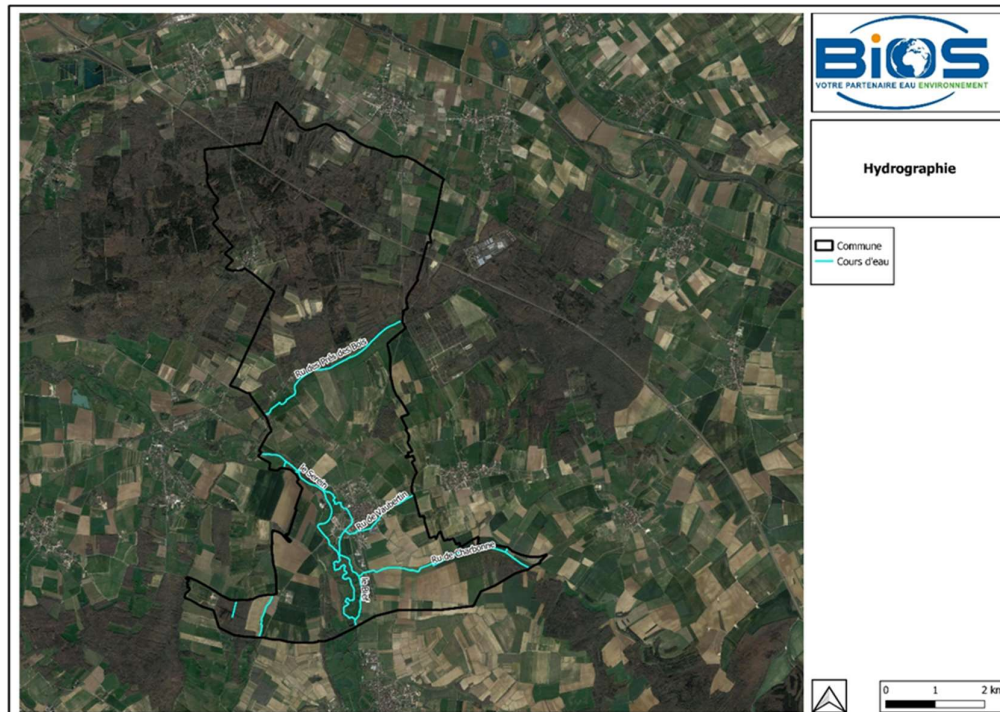 BiOS
VOTRE PARTENAIRE EAU ENVIRONNEMENT
Hydrographie
Commune
Cours d'eau
Ru des Prés des Bois
le Serein
Ru de Vaubertin
Ru de Charbonne
0 1 2 km